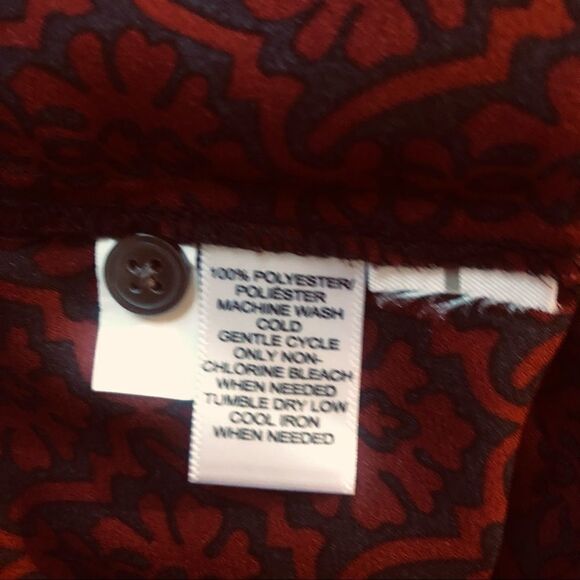 100% POLYESTER/
POLIÉSTER
MACHINE WASH
COLD
GENTLE CYCLE
ONLY NON-
CHLORINE BLEACH
WHEN NEEDED
TUMBLE DRY LOW
COOL IRON
WHEN NEEDED